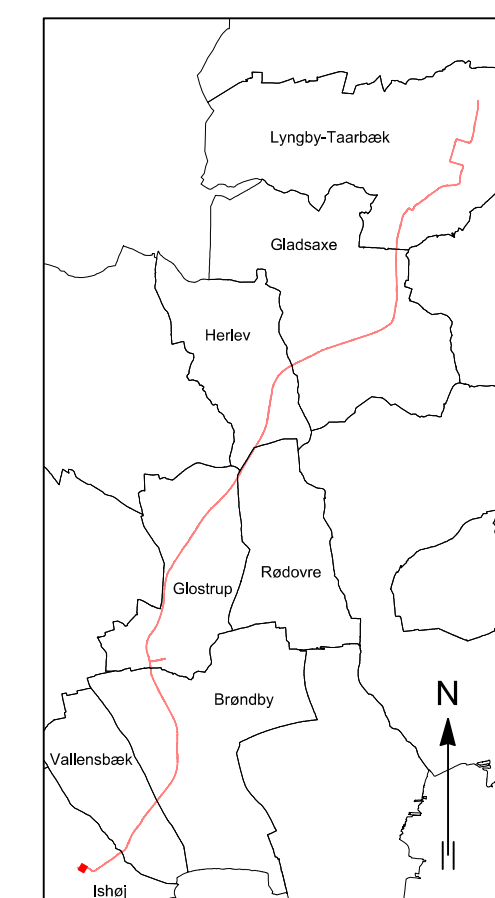 Lyngby-Taarbæk
Gladsaxe
Herlev
Glostrup
Rødovre
Brøndby
N
Vallensbæk
Ishøj